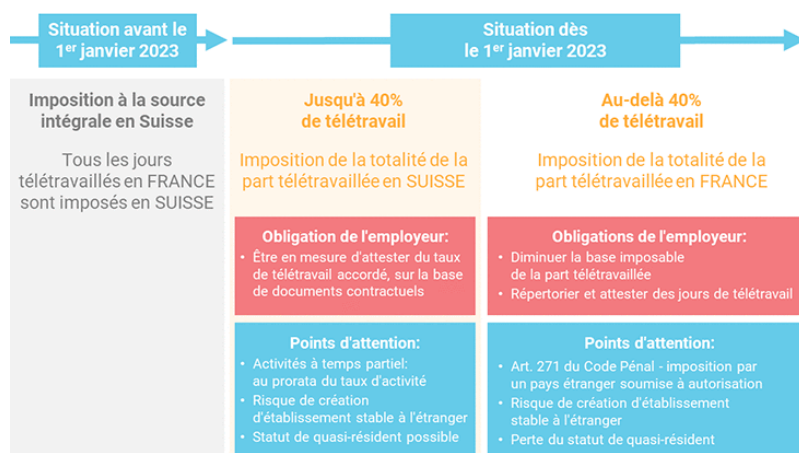 Situation avant le
1er janvier 2023
Situation dès
le 1er janvier 2023
Imposition à la source
intégrale en Suisse
Tous les jours
télétravaillés en FRANCE
sont imposés en SUISSE
Jusqu'à 40%
de télétravail
Imposition de la totalité de la
part télétravaillée en SUISSE
Obligation de l'employeur:
• Être en mesure d'attester du taux
de télétravail accordé, sur la base
de documents contractuels
Points d'attention:
• Activités à temps partiel:
au prorata du taux d'activité
• Risque de création
d'établissement stable à l'étranger
• Statut de quasi-résident possible
Au-delà 40%
de télétravail
Imposition de la totalité de la
part télétravaillée en FRANCE
Obligations de l'employeur:
• Diminuer la base imposable
de la part télétravaillée
• Répertorier et attester des jours de télétravail
Points d'attention:
• Art. 271 du Code Pénal - imposition par
un pays étranger soumise à autorisation
• Risque de création d'établissement
stable à l'étranger
• Perte du statut de quasi-résident